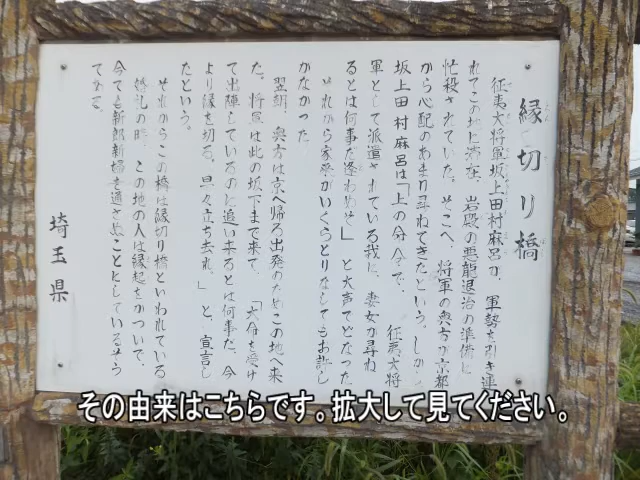 縁切り橋
征夷大将軍坂上田村麻呂が、軍勢を引き連
れてこの地に滞在、岩殿の悪龍退治の準備に
忙殺されていた。そこへ、将軍の奥方が京都
から心配のあまり尋ねてきたという。しかし
坂上田村麻呂は「上の命令で、征夷大将
軍として派遣されている我に、妻女が尋ね
るとは何事だ逢わぬぞ」と大声でどなった
それから家来がいくらとりなしてもお許し
がなかった。
翌朝、奥方は京へ帰る出発のためこの地へ来
た。将軍は此の坂下まで来て、「大命を受け
て出陣しているのに追い来るとは何事だ、今
より縁を切る。早々立ち去れ。」と、宣言し
たという。
それからこの橋は縁切り橋といわれている
婚礼の時、この地の人は縁起をかついで、
今でも新郎新婦を通さぬことにしているそう
である。
埼玉県
その由来はこちらです。拡大して見てください。